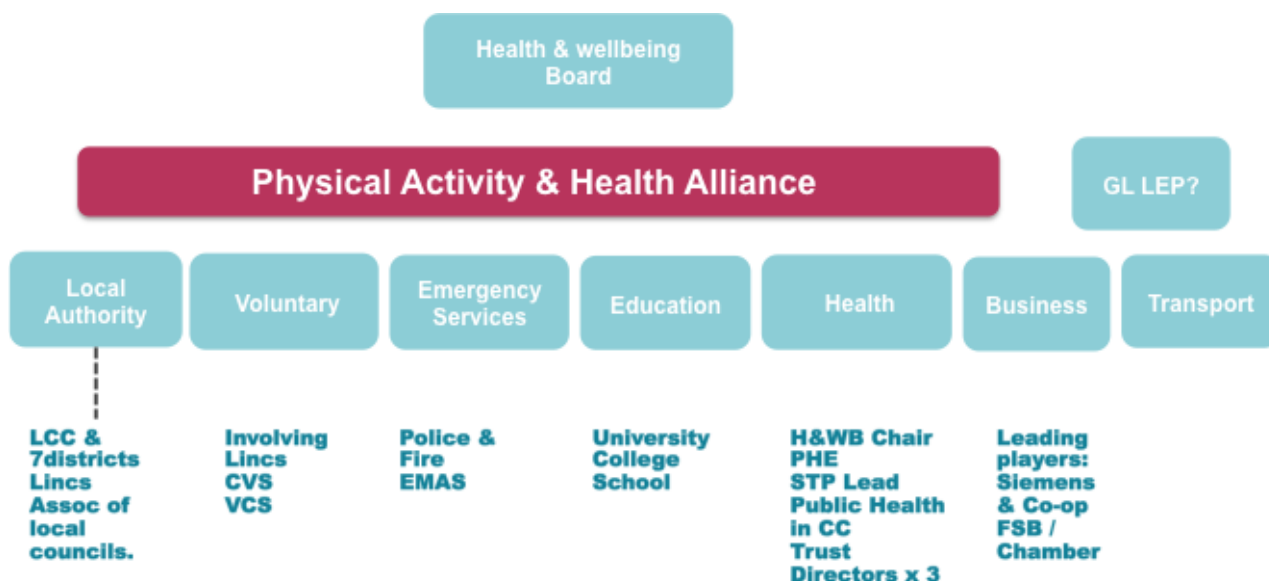 Health & wellbeing
Board
Physical Activity & Health Alliance
GL LEP?
Local
Authority
Voluntary
Emergency
Services
Education
Health
Business
Transport
LCC &
7districts
Lincs
Assoc of
local
councils.
Involving
Lincs
CVS
VCS
Police &
Fire
EMAS
University
College
School
H&WB Chair
PHE
STP Lead
Public Health
in CC
Trust
Directors x 3
Leading
players:
Siemens
& Co-op
FSB /
Chamber